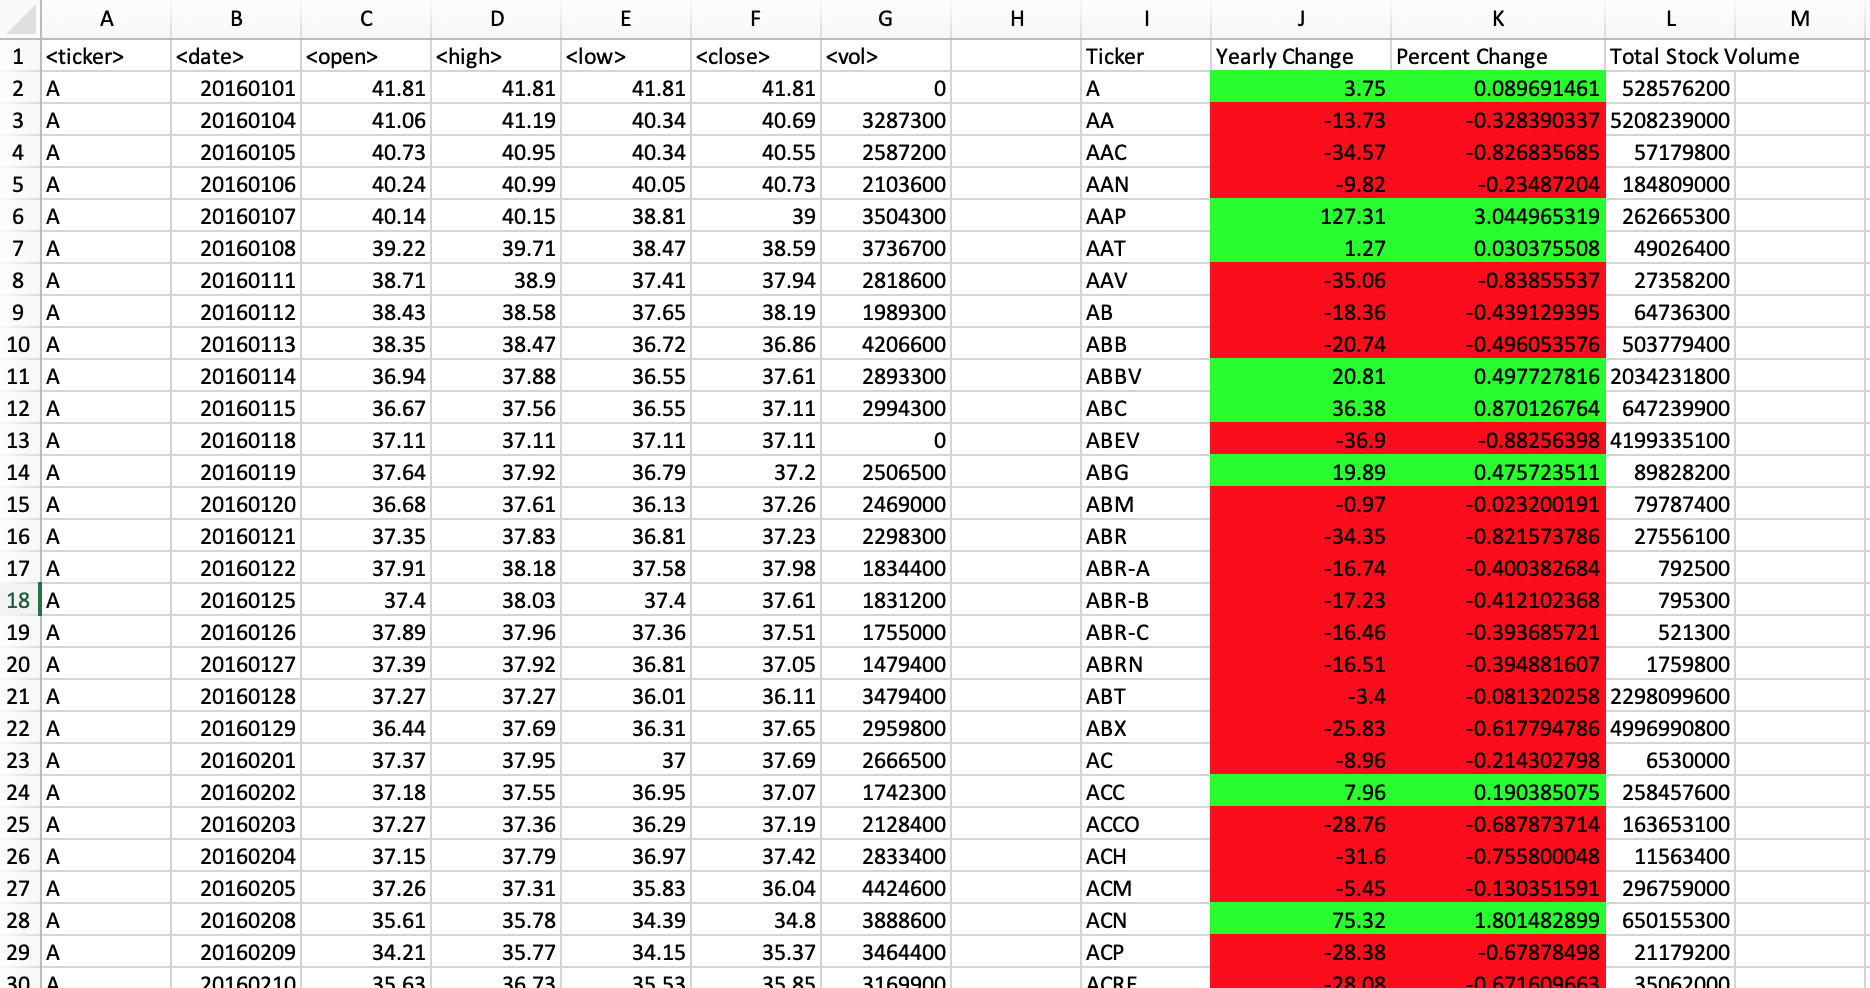 A B C D E F G H I J K L M
1 <ticker> <date> <open> <high> <low> <close> <vol> Ticker Yearly Change Percent Change Total Stock Volume
2 A 20160101 41.81 41.81 41.81 41.81 0 A 3.75 0.089691461 528576200
3 A 20160104 41.06 41.19 40.34 40.69 3287300 AA -13.73 -0.328390337 5208239000
4 A 20160105 40.73 40.95 40.34 40.55 2587200 AAC -34.57 -0.826835685 57179800
5 A 20160106 40.24 40.99 40.05 40.73 2103600 AAN -9.82 -0.23487204 184809000
6 A 20160107 40.14 40.15 38.81 39 3504300 AAP 127.31 3.044965319 262665300
7 A 20160108 39.22 39.71 38.47 38.59 3736700 AAT 1.27 0.030375508 49026400
8 A 20160111 38.71 38.9 37.41 37.94 2818600 AAV -35.06 -0.83855537 27358200
9 A 20160112 38.43 38.58 37.65 38.19 1989300 AB -18.36 -0.439129395 64736300
10 A 20160113 38.35 38.47 36.72 36.86 4206600 ABB -20.74 -0.496053576 503779400
11 A 20160114 36.94 37.88 36.55 37.61 2893300 ABBV 20.81 0.497727816 2034231800
12 A 20160115 36.67 37.56 36.55 37.11 2994300 ABC 36.38 0.870126764 647239900
13 A 20160118 37.11 37.11 37.11 37.11 0 ABEV -36.9 -0.88256398 4199335100
14 A 20160119 37.64 37.92 36.79 37.2 2506500 ABG 19.89 0.475723511 89828200
15 A 20160120 36.68 37.61 36.13 37.26 2469000 ABM -0.97 -0.023200191 79787400
16 A 20160121 37.35 37.83 36.81 37.23 2298300 ABR -34.35 -0.821573786 27556100
17 A 20160122 37.91 38.18 37.58 37.98 1834400 ABR-A -16.74 -0.400382684 792500
18 A 20160125 37.4 38.03 37.4 37.61 1831200 ABR-B -17.23 -0.412102368 795300
19 A 20160126 37.89 37.96 37.36 37.51 1755000 ABR-C -16.46 -0.393685721 521300
20 A 20160127 37.39 37.92 36.81 37.05 1479400 ABRN -16.51 -0.394881607 1759800
21 A 20160128 37.27 37.27 36.01 36.11 3479400 ABT -3.4 -0.081320258 2298099600
22 A 20160129 36.44 37.69 36.31 37.65 2959800 ABX -25.83 -0.617794786 4996990800
23 A 20160201 37.37 37.95 37 37.69 2666500 AC -8.96 -0.214302798 6530000
24 A 20160202 37.18 37.55 36.95 37.07 1742300 ACC 7.96 0.190385075 258457600
25 A 20160203 37.27 37.36 36.29 37.19 2128400 ACCO -28.76 -0.687873714 163653100
26 A 20160204 37.15 37.79 36.97 37.42 2833400 ACH -31.6 -0.755800048 11563400
27 A 20160205 37.26 37.31 35.83 36.04 4424600 ACM -5.45 -0.130351591 296759000
28 A 20160208 35.61 35.78 34.39 34.8 3888600 ACN 75.32 1.801482899 650155300
29 A 20160209 34.21 35.77 34.15 35.37 3464400 ACP -28.38 -0.67878498 21179200
30 A 20160210 35.63 36.73 35.53 35.85 3169900 ACRE -28.08 -0.671609663 35062000